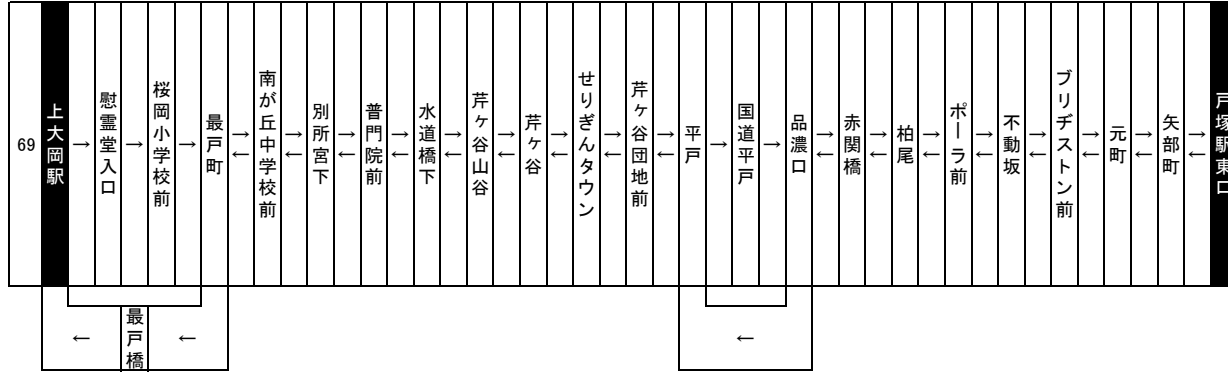 69
上大岡駅
→
慰霊堂入口
→
桜岡小学校前
→
最戸町
→
←
南が丘中学校前
→
←
別所宮下
→
←
普門院前
→
←
水道橋下
→
←
芹ヶ谷山谷
→
←
芹ヶ谷
→
←
せりぎんタウン
→
←
芹ヶ谷団地前
→
←
平戸
→
国道平戸
→
品濃口
→
←
赤関橋
→
←
柏尾
→
←
ポーラ前
→
←
不動坂
→
←
ブリヂストン前
→
←
元町
→
←
矢部町
→
←
戸塚駅東口
←
最戸橋
←
←